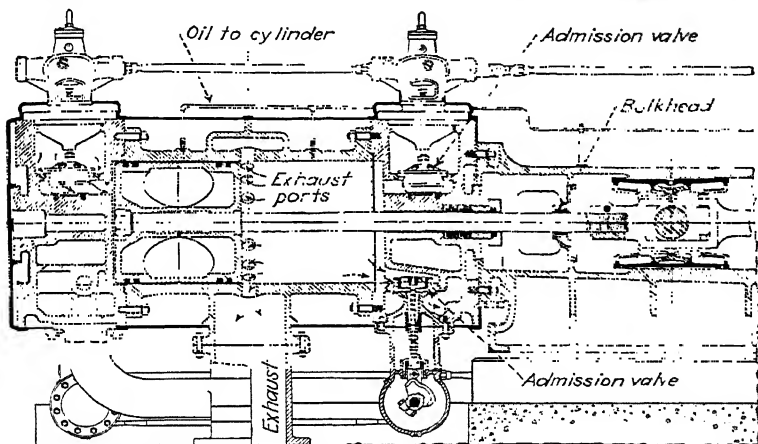 Oil to cylinder
Admission valve
Bulkhead
Exhaust
ports
Admission valve
Exhaust